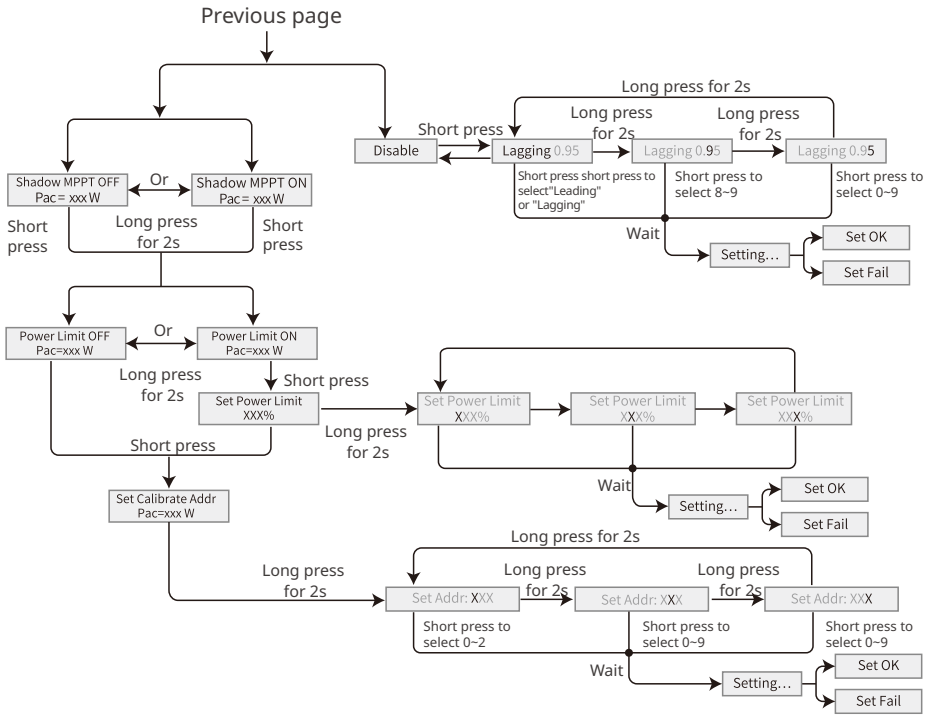 Previous page
Long press for 2s
Short press
Long press
for 2s
Long press
for 2s
Disable
Lagging 0.95
Lagging 0.95
Lagging 0.95
Short press short press to
select"Leading"
or "Lagging"
Short press to
select 8~9
Short press to
select 0~9
Wait
Setting...
Set OK
Set Fail
Shadow MPPT OFF
Pac= xxx W
Or
Shadow MPPT ON
Pac= xxx W
Short
press
Long press
for 2s
Short
press
Power Limit OFF
Pac=xxx W
Or
Power Limit ON
Pac=xxx W
Long press
for 2s
Short press
Set Power Limit
XXX%
Long press
for 2s
Set Power Limit
XXX%
Set Power Limit
XXX%
Set Power Limit
XXX%
Short press
Wait
Setting...
Set OK
Set Fail
Set Calibrate Addr
Pac=xxx W
Long press
for 2s
Long press for 2s
Long press
for 2s
Long press
for 2s
Set Addr: XXX
Set Addr: XXX
Set Addr: XXX
Short press to
select 0~2
Short press to
select 0~9
Short press to
select 0~9
Wait
Setting...
Set OK
Set Fail